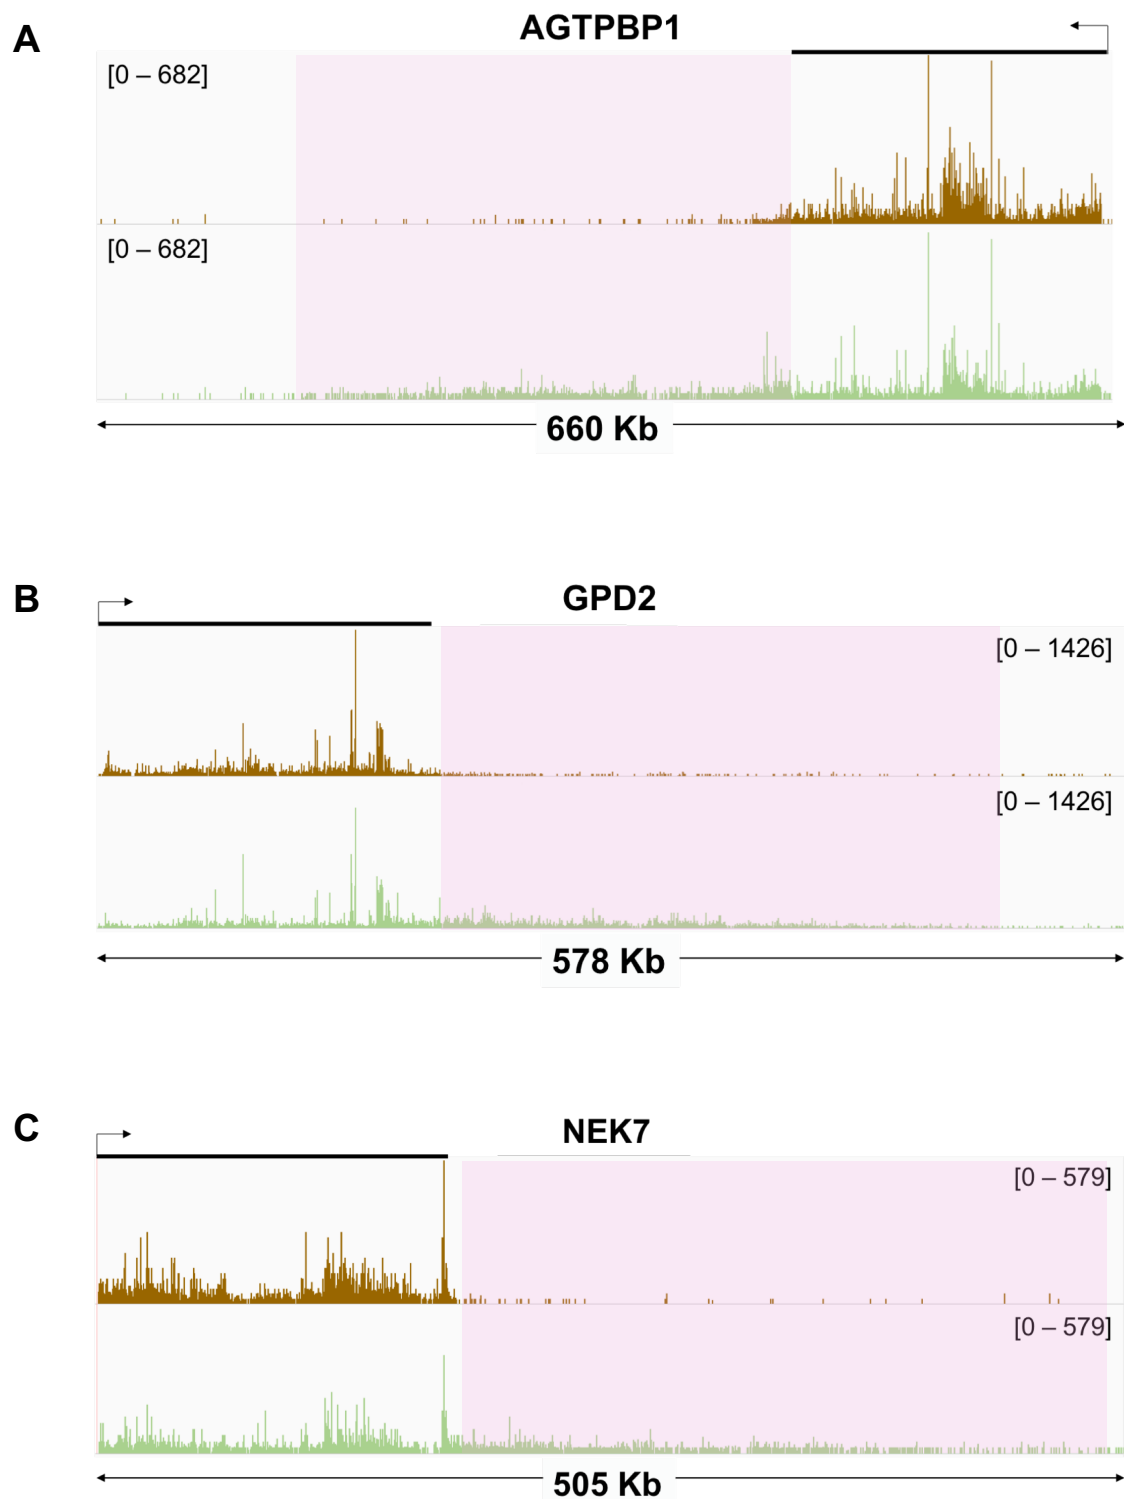 A
AGTPBP1
[0 – 682]
[0 – 682]
660 Kb
B
GPD2
[0 – 1426]
[0 – 1426]
578 Kb
C
NEK7
[0 – 579]
[0 – 579]
505 Kb